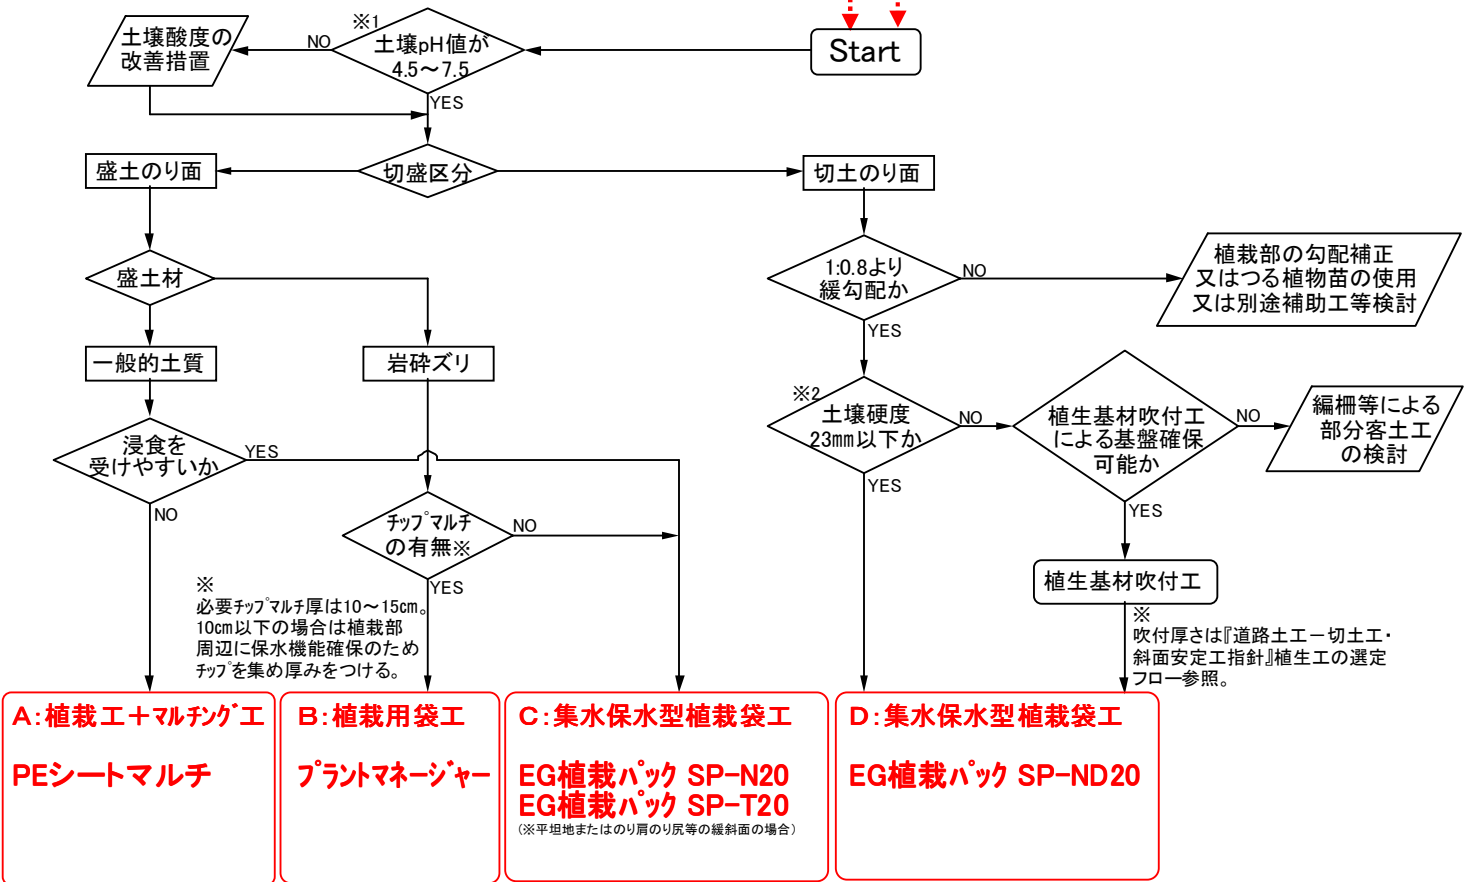 ※1
土壌酸度の
改善措置
NO
土壌pH値が
4.5～7.5
Start
YES
盛土のり面
切盛区分
切土のり面
盛土材
1:0.8より
緩勾配か
NO
植栽部の勾配補正
又はつる植物苗の使用
又は別途補助工等検討
YES
一般的土質
岩砕ズリ
※2
土壌硬度
23mm以下か
NO
植生基材吹付工
による基盤確保
可能か
NO
編柵等による
部分客土工
の検討
浸食を
受けやすいか
YES
NO
YES
YES
チップマルチ
の有無※
NO
YES
植生基材吹付工
※
必要チップマルチ厚は10～15cm。
10cm以下の場合は植栽部
周辺に保水機能確保のため
チップを集め厚みをつける。
※
吹付厚さは『道路土工－切土工・
斜面安定工指針』植生工の選定
フロー参照。
A:植栽工＋マルチング工
PEシートマルチ
B:植栽用袋工
プラントマネージャー
C:集水保水型植栽袋工
EG植栽パック SP-N20
EG植栽パック SP-T20
(※平坦地またはのり肩のり尻等の緩斜面の場合)
D:集水保水型植栽袋工
EG植栽パック SP-ND20